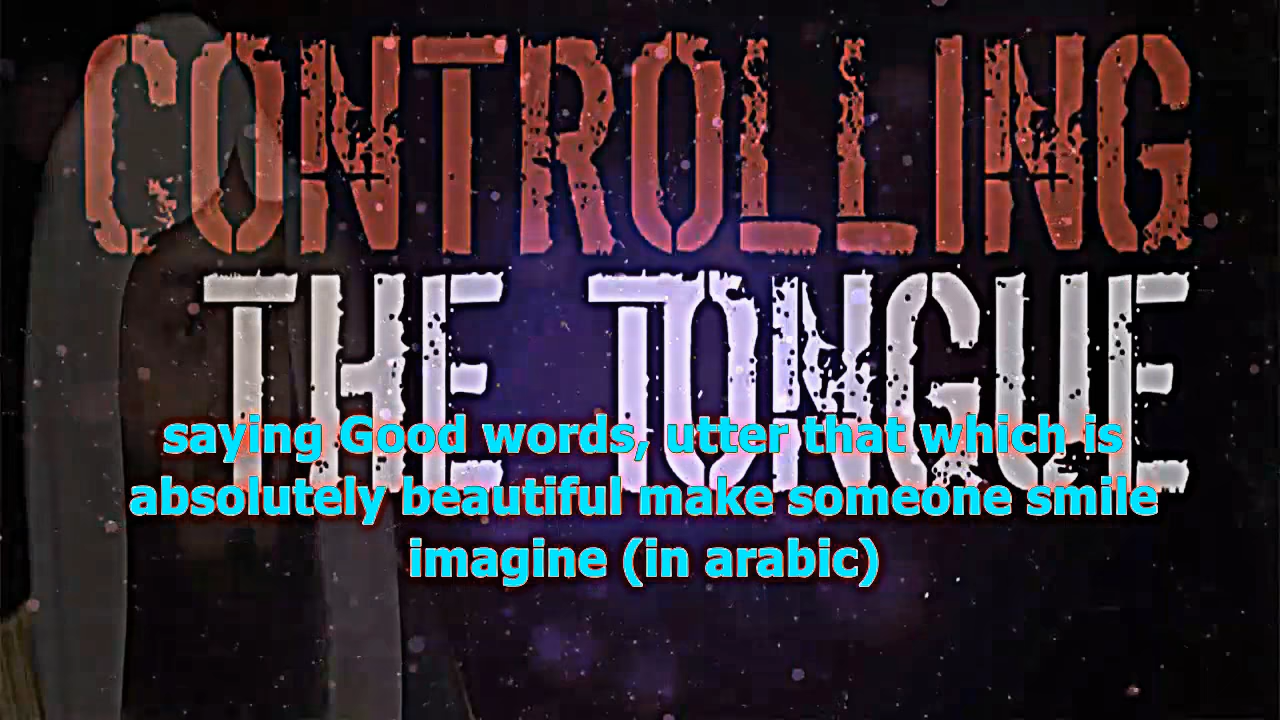 CONTROLLING
THE TONGUE
saying Good words, utter that which is
absolutely beautiful make someone smile
imagine (in arabic)